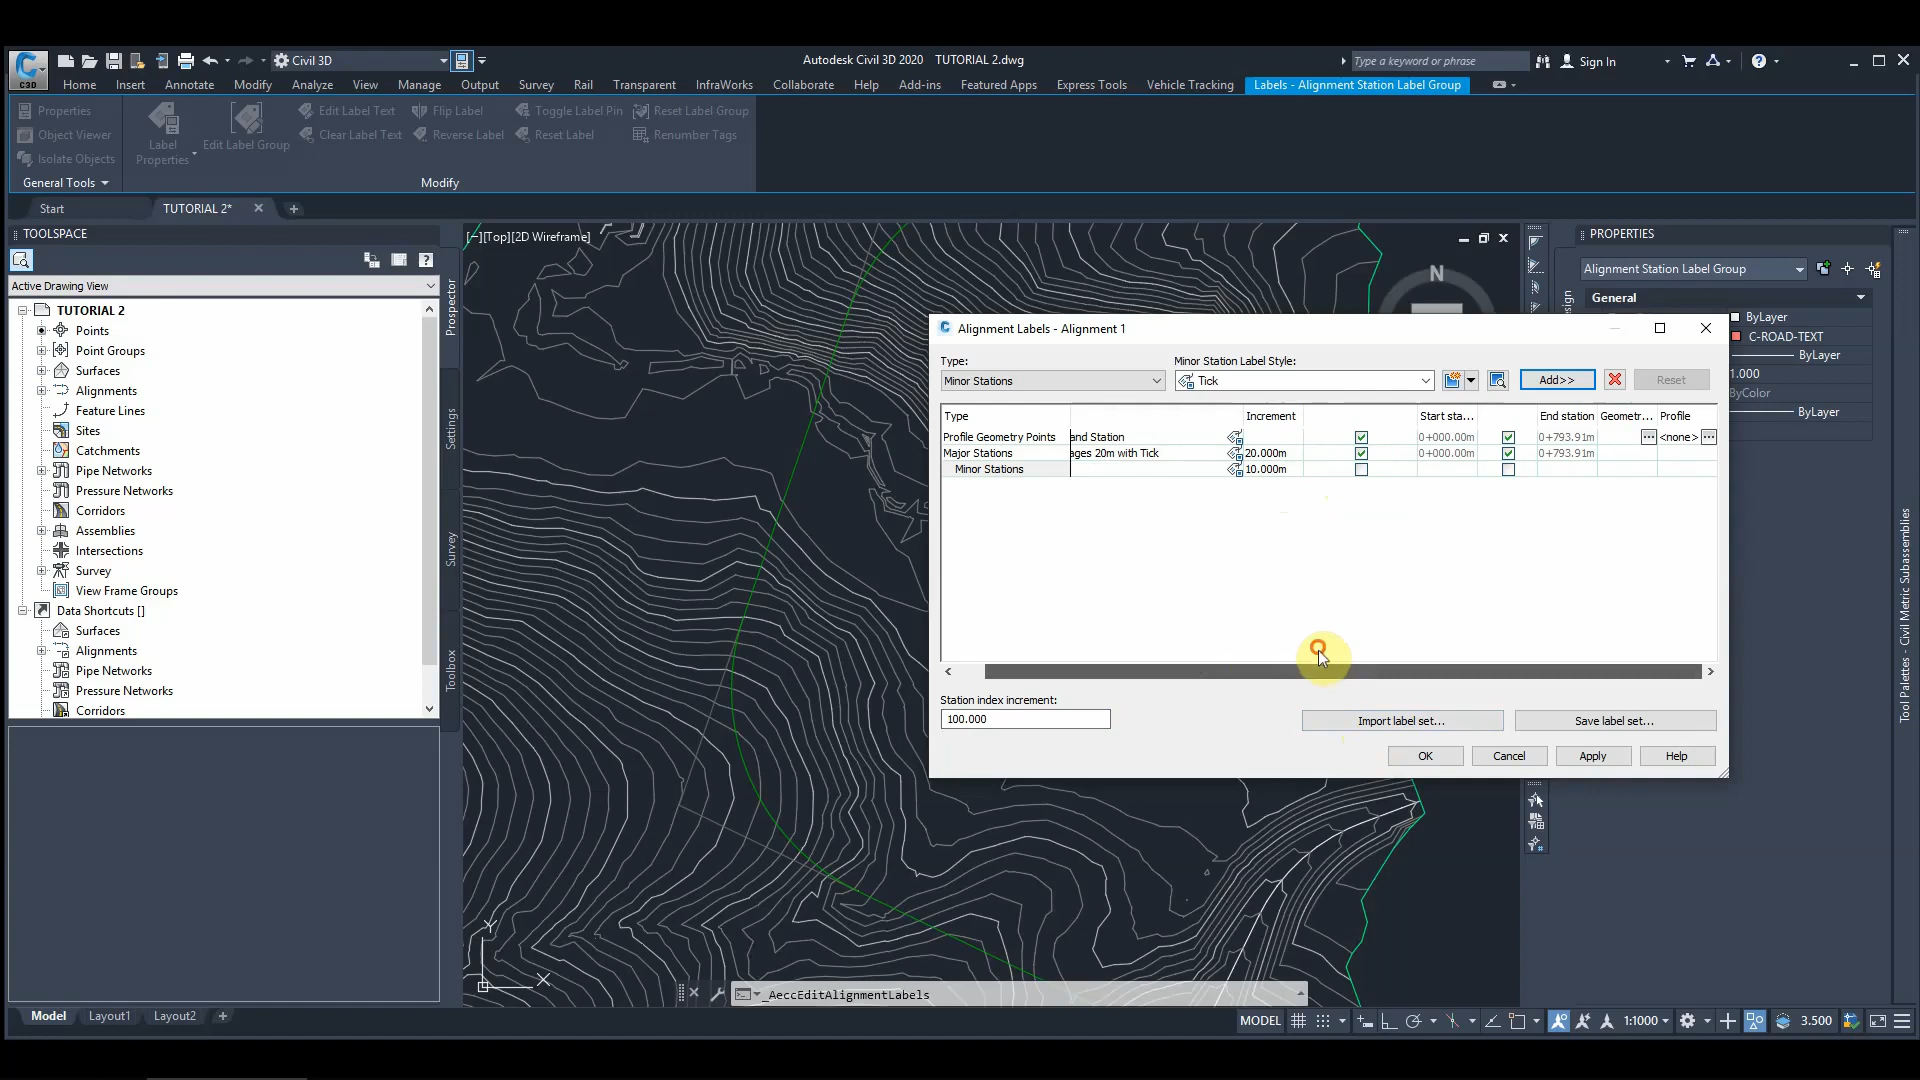 Civil 3D
Autodesk Civil 3D 2020 TUTORIAL 2.dwg
Type a keyword or phrase
Sign In
C3D
Home Insert Annotate Modify Analyze View Manage Output Survey Rail Transparent InfraWorks Collaborate Help Add-ins Featured Apps Express Tools Vehicle Tracking Labels - Alignment Station Label Group
Properties
Object Viewer
Isolate Objects
General Tools
Label Properties
Edit Label Group
Edit Label Text Flip Label Toggle Label Pin Reset Label Group
Clear Label Text Reverse Label Reset Label Renumber Tags
Modify
Start TUTORIAL 2*
TOOLSPACE
Active Drawing View
TUTORIAL 2
Points
Point Groups
Surfaces
Alignments
Feature Lines
Sites
Catchments
Pipe Networks
Pressure Networks
Corridors
Assemblies
Intersections
Survey
View Frame Groups
Data Shortcuts []
Surfaces
Alignments
Pipe Networks
Pressure Networks
Corridors
Prospector
Settings
Survey
Toolbox
[−][Top][2D Wireframe]
N
Y
X
Alignment Labels - Alignment 1
Type: Minor Station Label Style:
Minor Stations Tick Add>> Reset
Type Increment Start sta... End station Geometr... Profile
Profile Geometry Points and Station 0+000.00m 0+793.91m ... <none> ...
Major Stations ages 20m with Tick 20.000m 0+000.00m 0+793.91m
Minor Stations 10.000m
Station index increment:
100.000
Import label set... Save label set...
OK Cancel Apply Help
PROPERTIES
Alignment Station Label Group
General
ByLayer
C-ROAD-TEXT
ByLayer
1.000
ByColor
ByLayer
Design
Tool Palettes - Civil Metric Subassemblies
_AeccEditAlignmentLabels
Model Layout1 Layout2
MODEL 1:1000 3.500